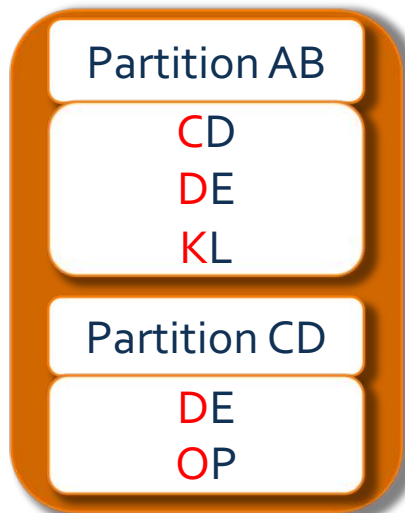 Partition AB
CD
DE
KL
Partition CD
DE
OP